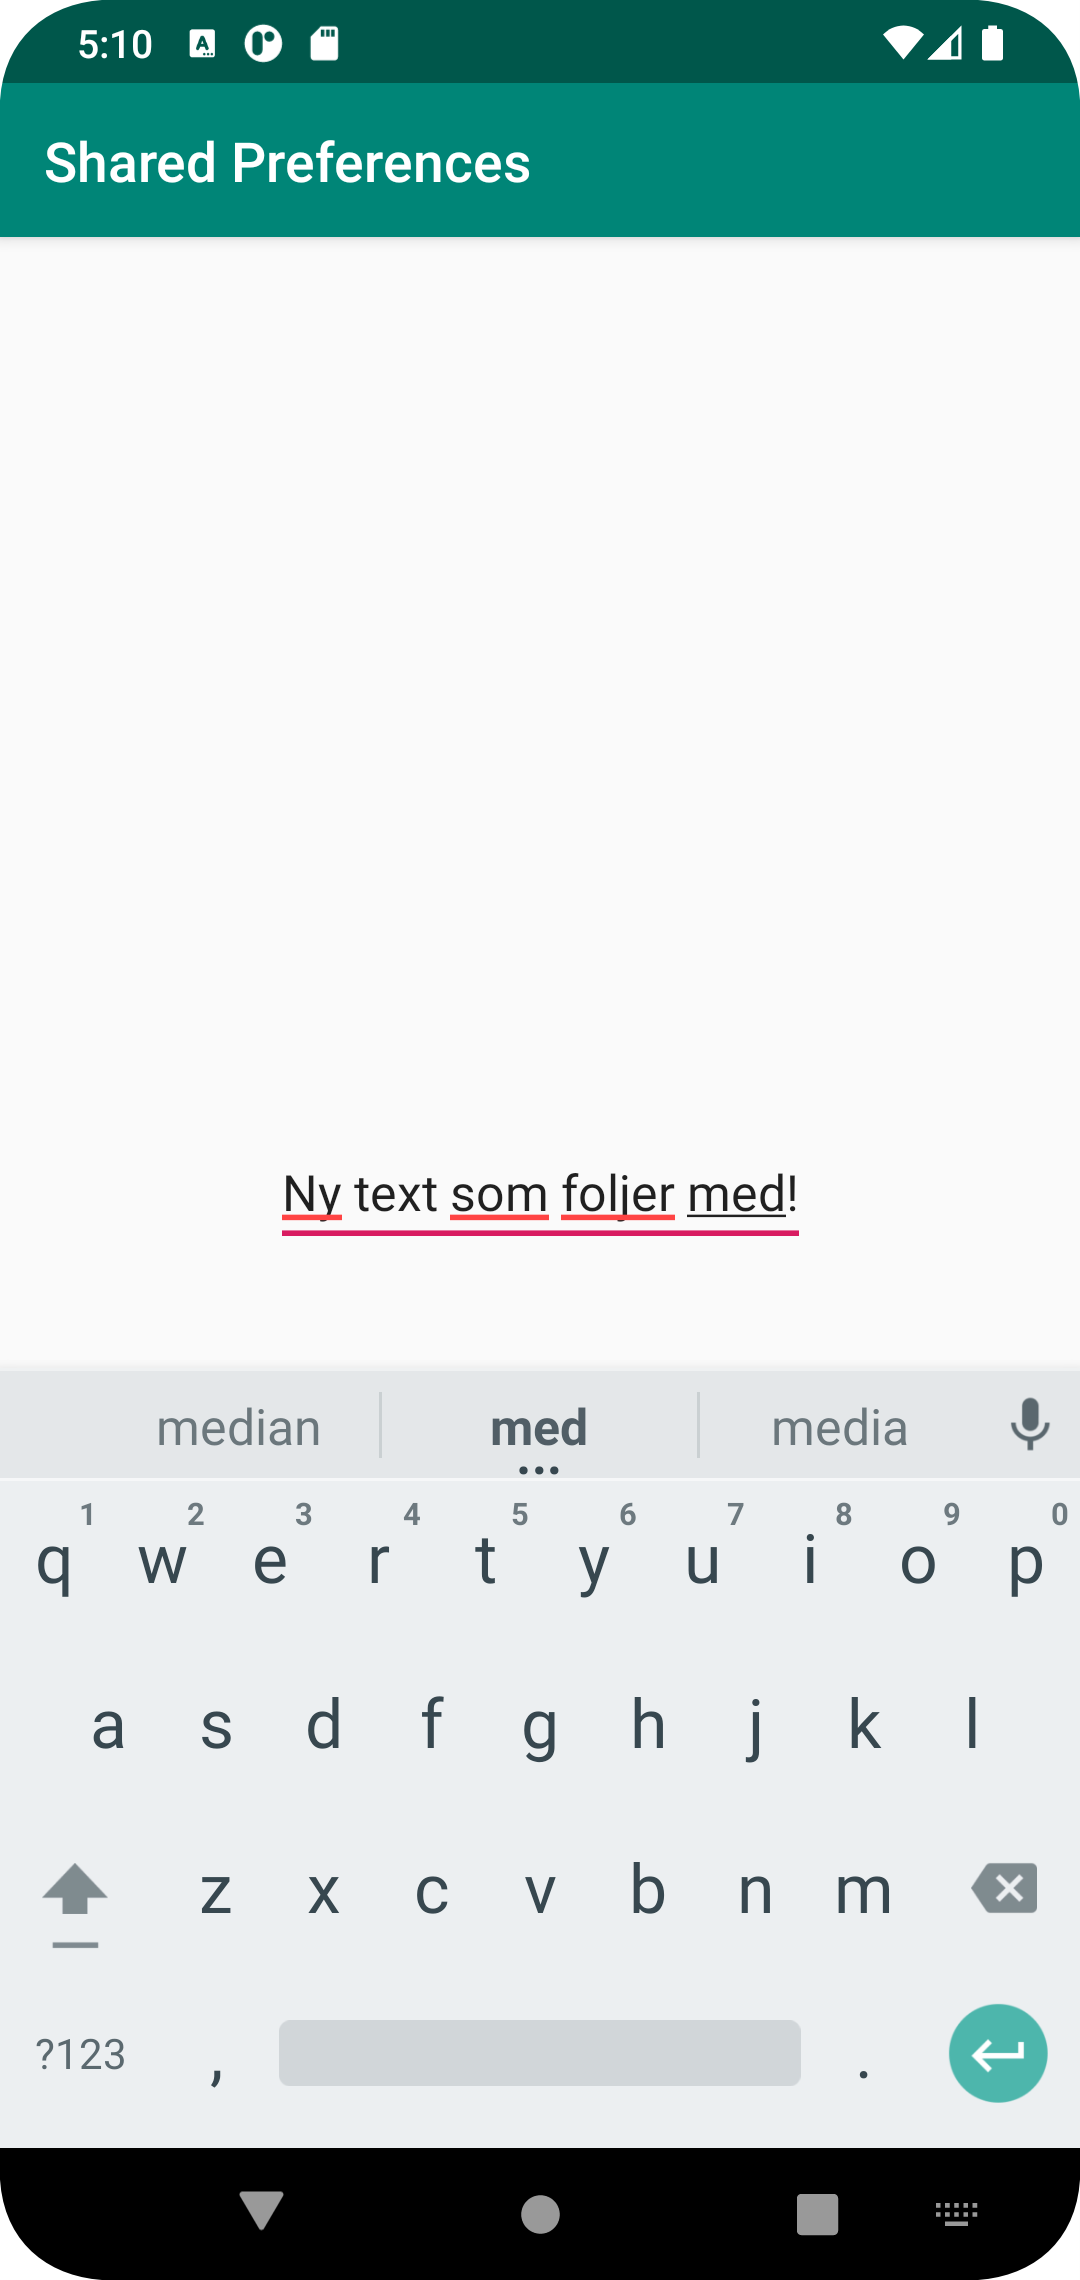 5:10
Shared Preferences
Ny text som foljer med!
median med media
1 2 3 4 5 6 7 8 9 0
q w e r t y u i o p
a s d f g h j k l
z x c v b n m
?123 , .